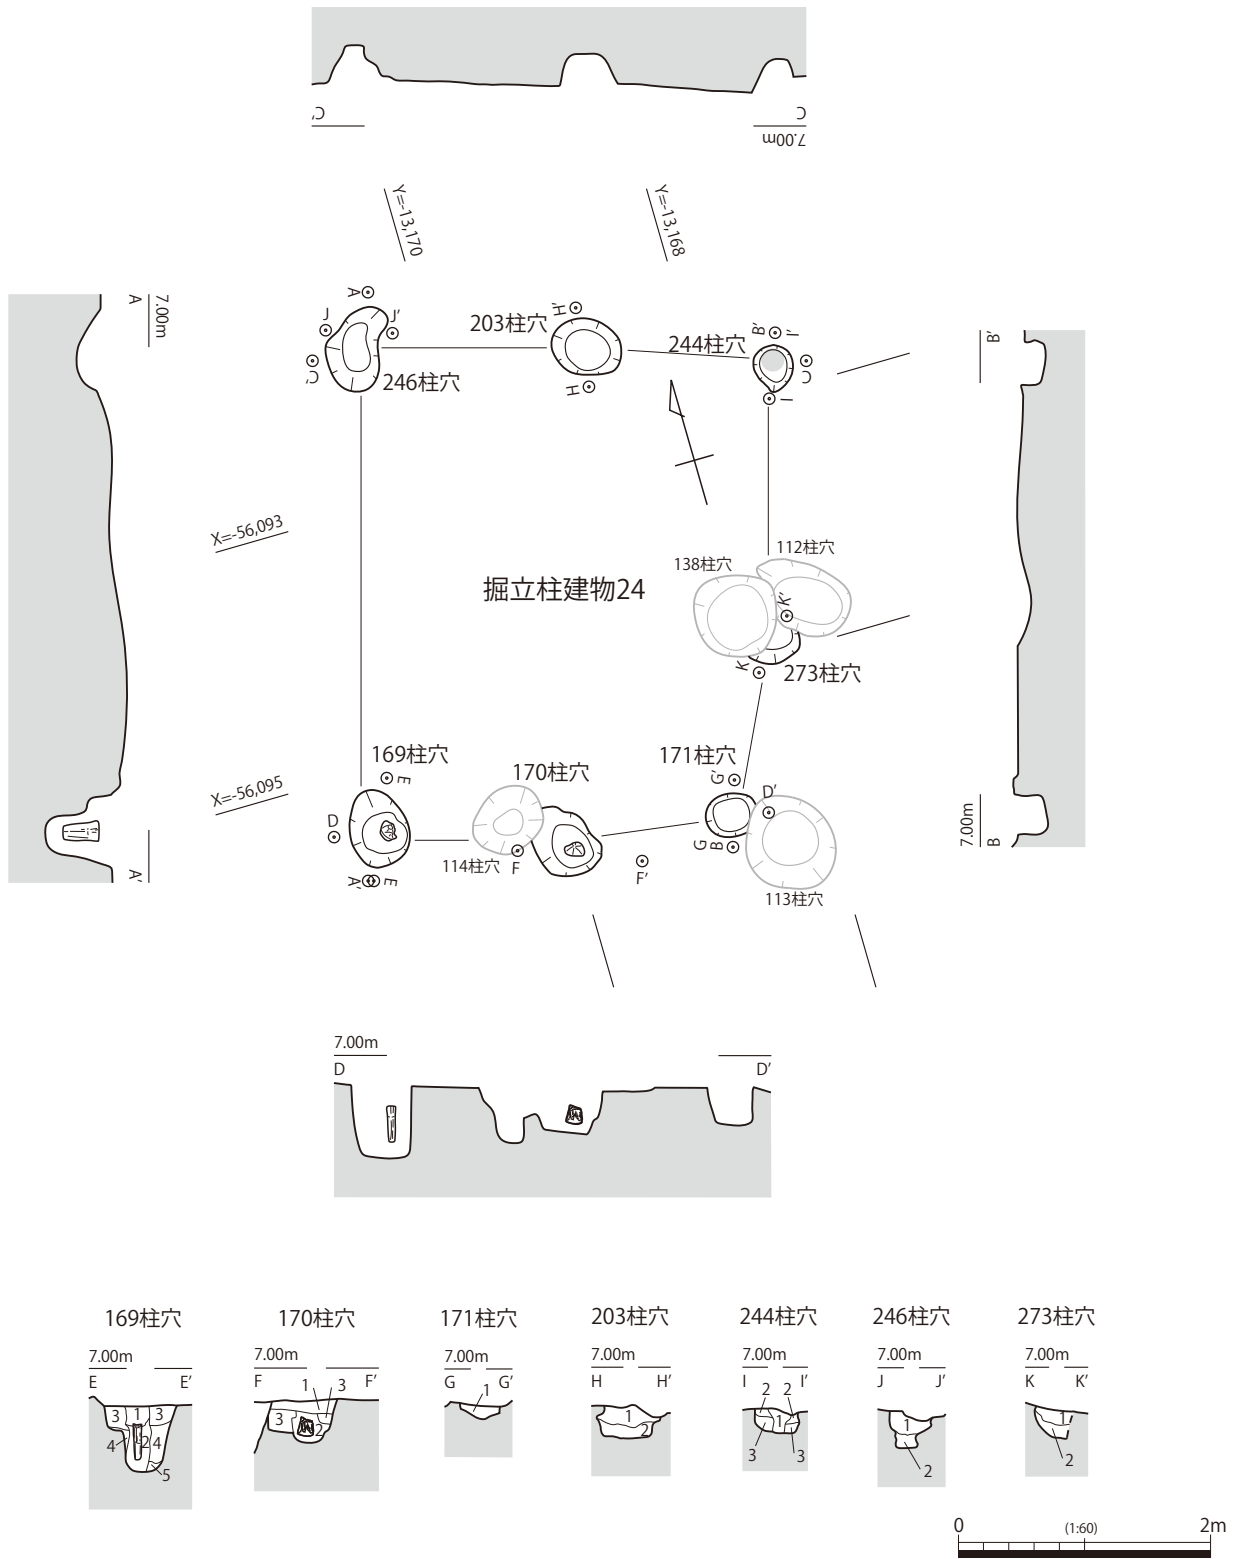 C’
C
7.00m
Y=-13,170
Y=-13,168
A
7.00m
A
J
J’
C’
246柱穴
203柱穴
H’
H
244柱穴
B’
I’
C
I
B’
X=-56,093
掘立柱建物24
138柱穴
112柱穴
K’
K
273柱穴
X=-56,095
169柱穴
E
D
A’
E’
170柱穴
114柱穴
F
F’
171柱穴
G’
D’
G
B
113柱穴
7.00m
B
A’
7.00m
D
D’
169柱穴
170柱穴
171柱穴
203柱穴
244柱穴
246柱穴
273柱穴
7.00m
7.00m
7.00m
7.00m
7.00m
7.00m
7.00m
E
E’
F
F’
G
G’
H
H’
I
I’
J
J’
K
K’
3
1
3
4
2
4
5
1
3
3
2
1
1
2
2
2
1
3
3
1
2
1
2
0
(1:60)
2m